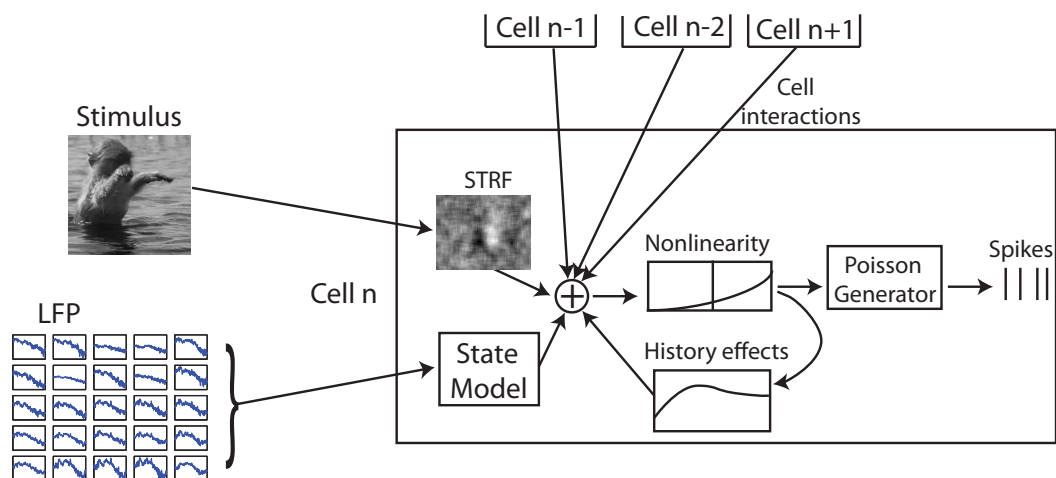 Cell n-1
Cell n-2
Cell n+1
Cell
interactions
Stimulus
STRF
Nonlinearity
Poisson
Generator
Spikes
Cell n
+
LFP
State
Model
History effects